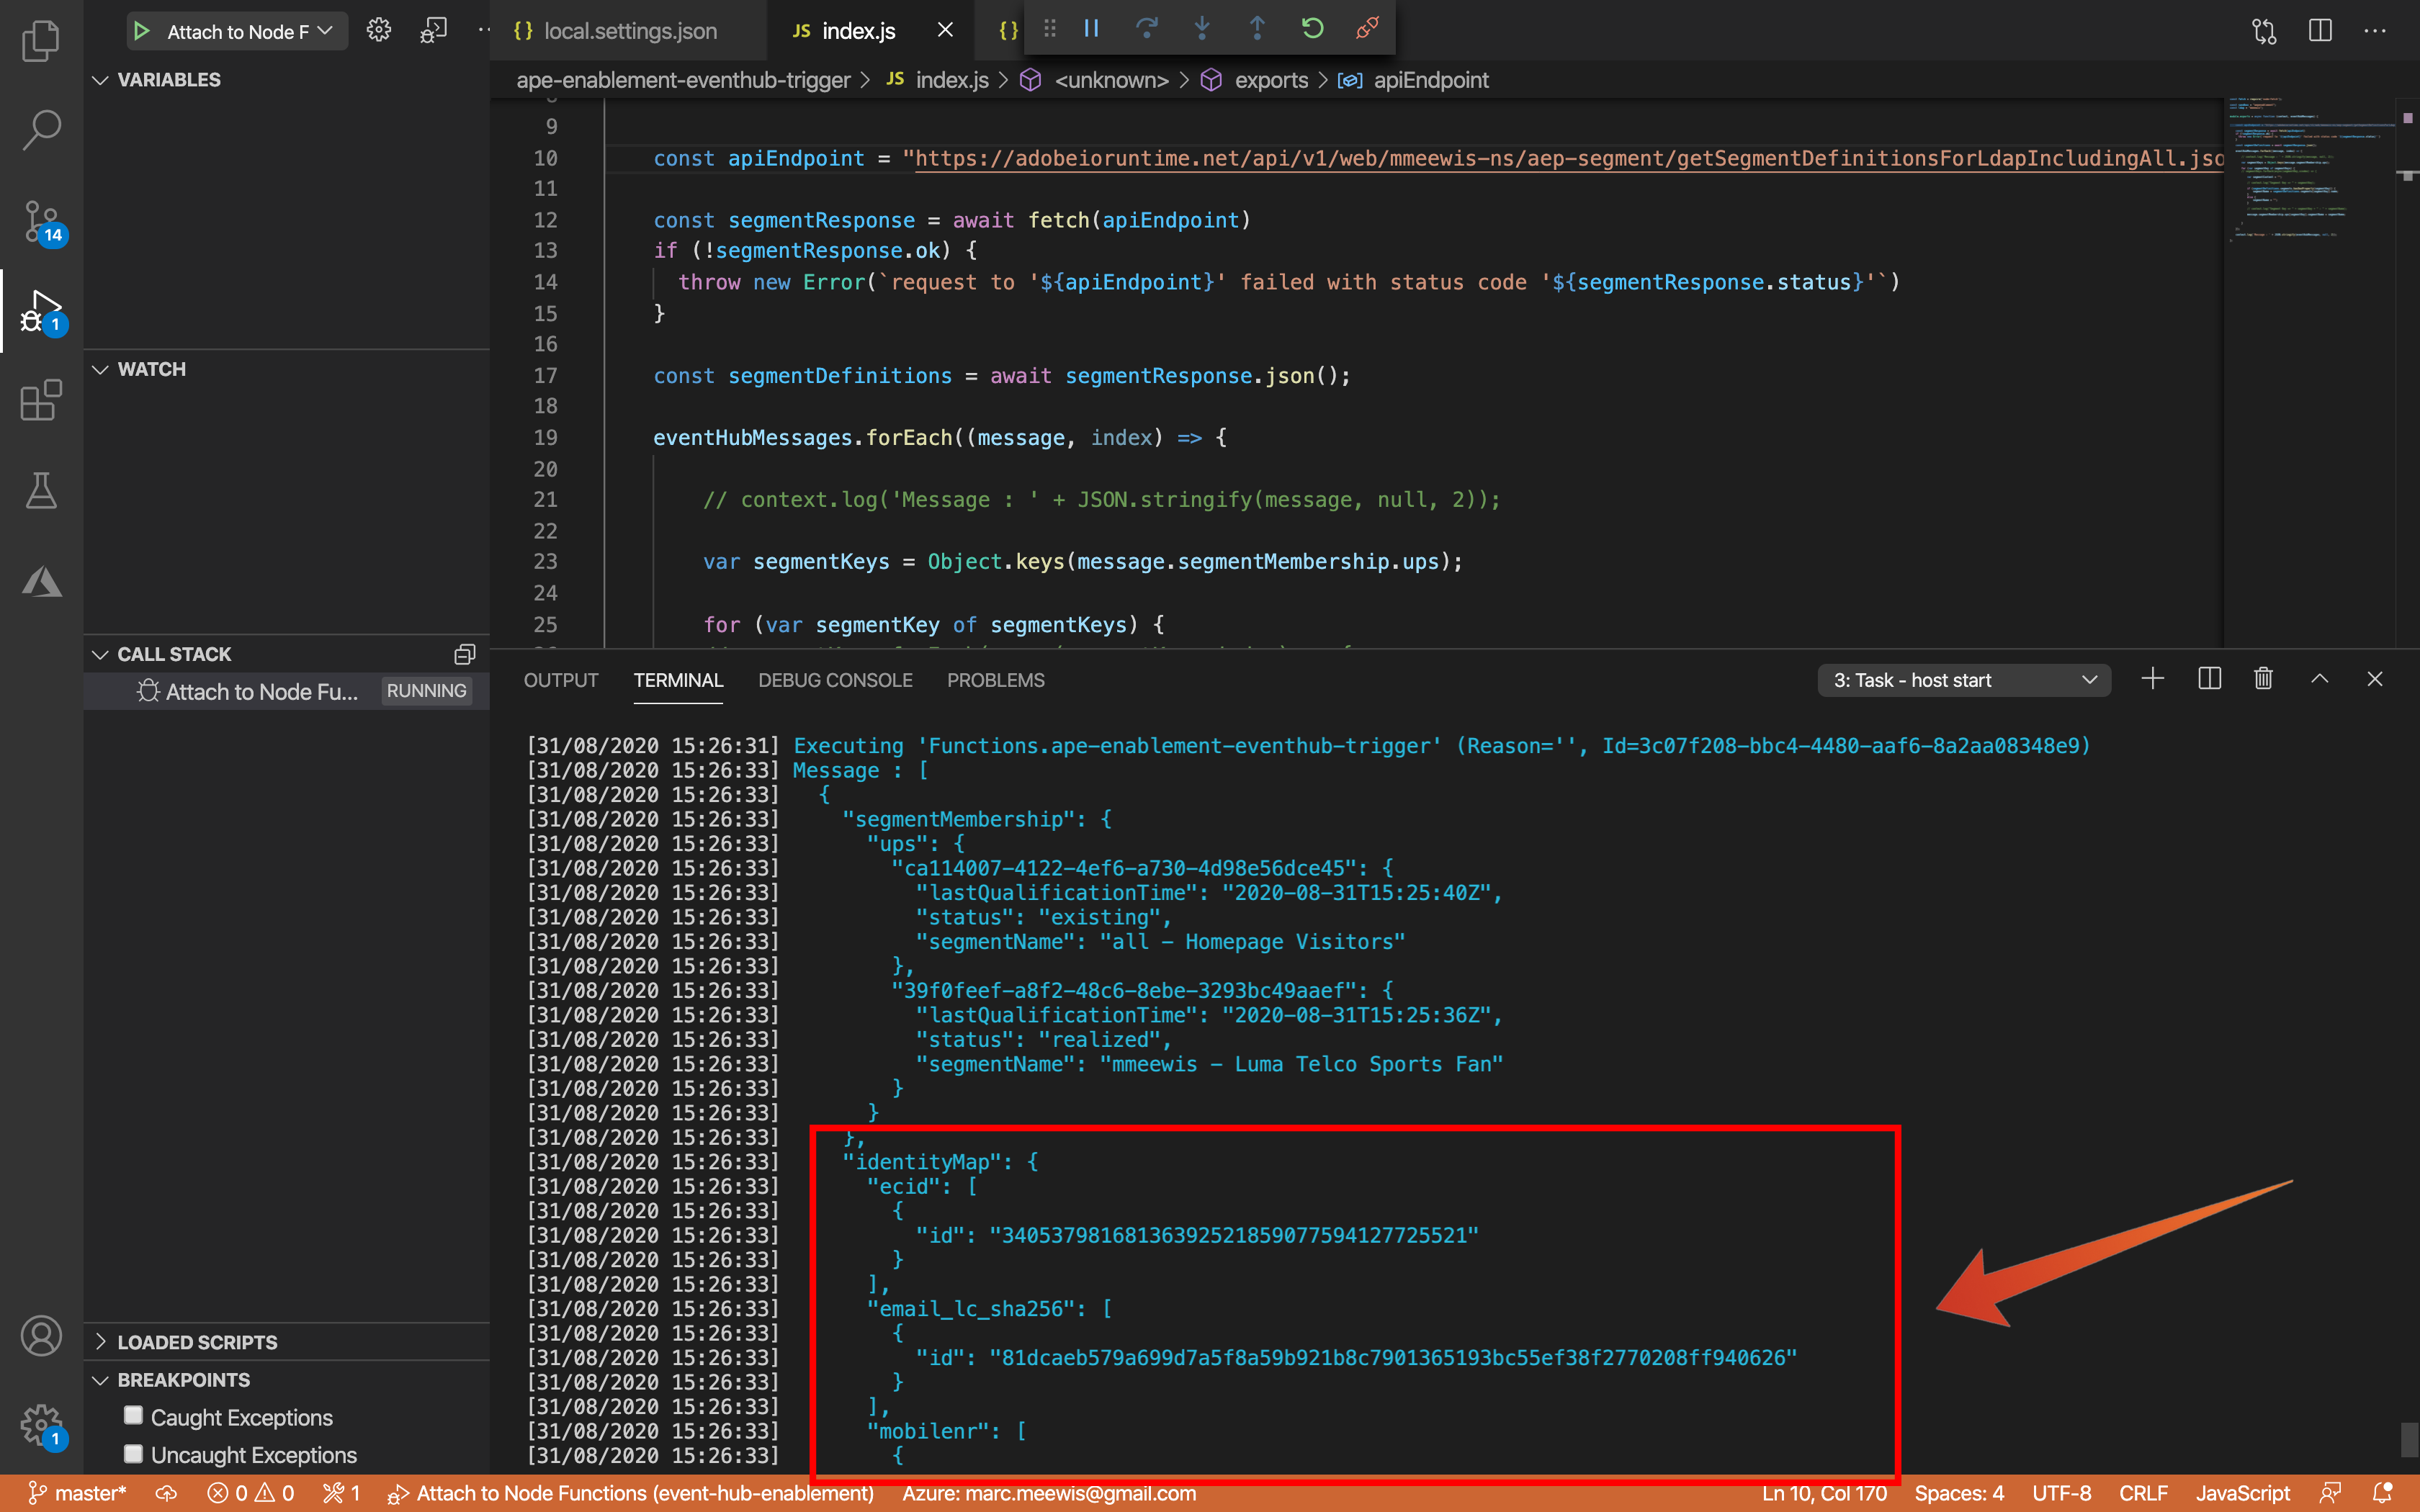 Attach to Node F
{} local.settings.json
JS index.js
{}
ape-enablement-eventhub-trigger > JS index.js > <unknown> > exports > apiEndpoint
VARIABLES
WATCH
CALL STACK
Attach to Node Fu... RUNNING
LOADED SCRIPTS
BREAKPOINTS
Caught Exceptions
Uncaught Exceptions
14
1
1
9
10 const apiEndpoint = "https://adobeioruntime.net/api/v1/web/mmeewis-ns/aep-segment/getSegmentDefinitionsForLdapIncludingAll.jso
11
12 const segmentResponse = await fetch(apiEndpoint)
13 if (!segmentResponse.ok) {
14 throw new Error(`request to '${apiEndpoint}' failed with status code '${segmentResponse.status}'`)
15 }
16
17 const segmentDefinitions = await segmentResponse.json();
18
19 eventHubMessages.forEach((message, index) => {
20
21 // context.log('Message : ' + JSON.stringify(message, null, 2));
22
23 var segmentKeys = Object.keys(message.segmentMembership.ups);
24
25 for (var segmentKey of segmentKeys) {
OUTPUT TERMINAL DEBUG CONSOLE PROBLEMS 3: Task - host start
[31/08/2020 15:26:31] Executing 'Functions.ape-enablement-eventhub-trigger' (Reason='', Id=3c07f208-bbc4-4480-aaf6-8a2aa08348e9)
[31/08/2020 15:26:33] Message : [
[31/08/2020 15:26:33] {
[31/08/2020 15:26:33] "segmentMembership": {
[31/08/2020 15:26:33] "ups": {
[31/08/2020 15:26:33] "ca114007-4122-4ef6-a730-4d98e56dce45": {
[31/08/2020 15:26:33] "lastQualificationTime": "2020-08-31T15:25:40Z",
[31/08/2020 15:26:33] "status": "existing",
[31/08/2020 15:26:33] "segmentName": "all - Homepage Visitors"
[31/08/2020 15:26:33] },
[31/08/2020 15:26:33] "39f0feef-a8f2-48c6-8ebe-3293bc49aaef": {
[31/08/2020 15:26:33] "lastQualificationTime": "2020-08-31T15:25:36Z",
[31/08/2020 15:26:33] "status": "realized",
[31/08/2020 15:26:33] "segmentName": "mmeewis - Luma Telco Sports Fan"
[31/08/2020 15:26:33] }
[31/08/2020 15:26:33] }
[31/08/2020 15:26:33] },
[31/08/2020 15:26:33] "identityMap": {
[31/08/2020 15:26:33] "ecid": [
[31/08/2020 15:26:33] {
[31/08/2020 15:26:33] "id": "34053798168136392521859077594127725521"
[31/08/2020 15:26:33] }
[31/08/2020 15:26:33] ],
[31/08/2020 15:26:33] "email_lc_sha256": [
[31/08/2020 15:26:33] {
[31/08/2020 15:26:33] "id": "81dcaeb579a699d7a5f8a59b921b8c7901365193bc55ef38f2770208ff940626"
[31/08/2020 15:26:33] }
[31/08/2020 15:26:33] ],
[31/08/2020 15:26:33] "mobilenr": [
[31/08/2020 15:26:33] {
master* 0 0 1 Attach to Node Functions (event-hub-enablement) Azure: marc.meewis@gmail.com Ln 10, Col 170 Spaces: 4 UTF-8 CRLF JavaScript